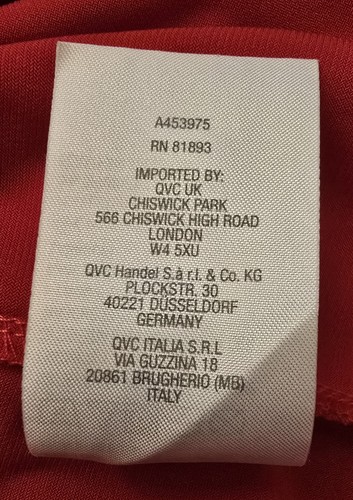 A453975
RN 81893
IMPORTED BY:
QVC UK
CHISWICK PARK
566 CHISWICK HIGH ROAD
LONDON
W4 5XU
QVC Handel S.à r.l. & Co. KG
PLOCKSTR. 30
40221 DÜSSELDORF
GERMANY
QVC ITALIA S.R.L
VIA GUZZINA 18
20861 BRUGHERIO (MB)
ITALY